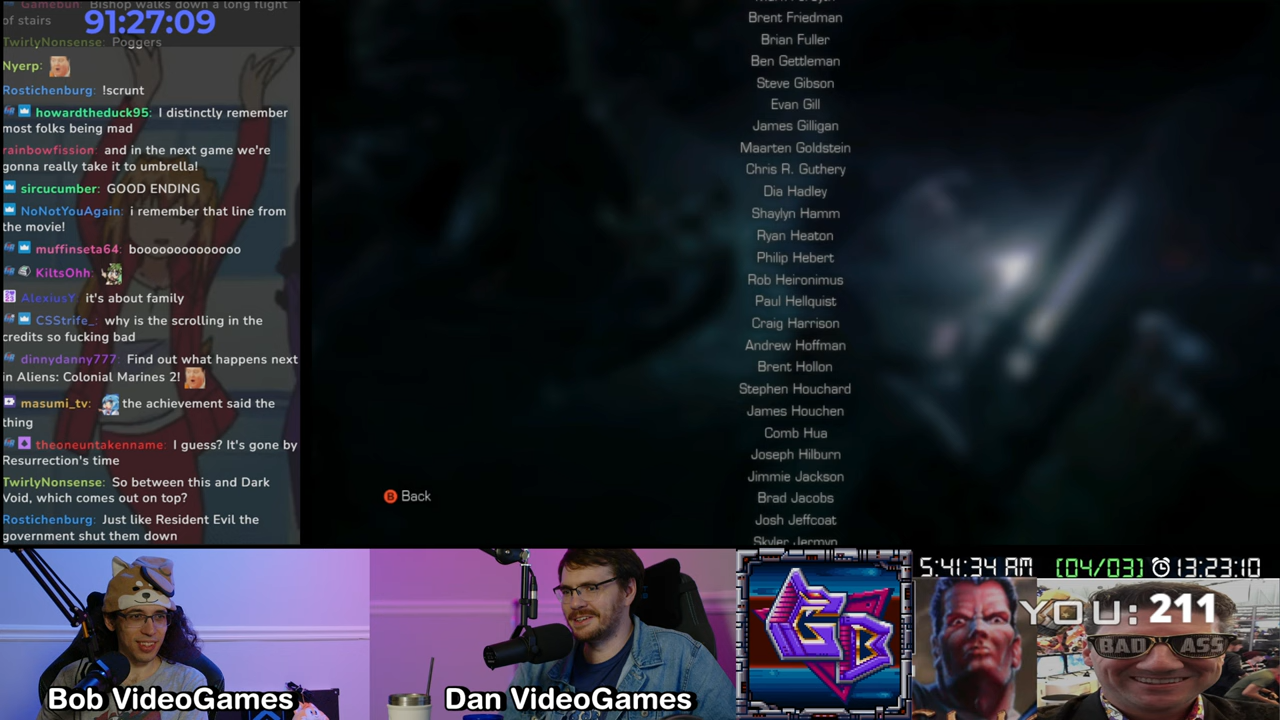 Gamebun: Bishop walks down a long flight
of stairs
91:27:09
TwirlyNonsense: Poggers
Nyerp:
Rostichenburg: !scrunt
howardtheduck95: I distinctly remember
most folks being mad
rainbowfission: and in the next game we're
gonna really take it to umbrella!
sircucumber: GOOD ENDING
NoNotYouAgain: i remember that line from
the movie!
muffinseta64: boooooooooooooo
KiltsOhh:
AlexiusY: it's about family
CSStrife_: why is the scrolling in the
credits so fucking bad
dinnydanny777: Find out what happens next
in Aliens: Colonial Marines 2!
masumi_tv: the achievement said the
thing
theoneuntakenname: I guess? It's gone by
Resurrection's time
TwirlyNonsense: So between this and Dark
Void, which comes out on top?
Rostichenburg: Just like Resident Evil the
government shut them down
Brent Friedman
Brian Fuller
Ben Gettleman
Steve Gibson
Evan Gill
James Gilligan
Maarten Goldstein
Chris R. Guthery
Dia Hadley
Shaylyn Hamm
Ryan Heaton
Philip Hebert
Rob Heironimus
Paul Hellquist
Craig Harrison
Andrew Hoffman
Brent Hollon
Stephen Houchard
James Houchen
Comb Hua
Joseph Hilburn
Jimmie Jackson
Brad Jacobs
Josh Jeffcoat
Skyler Jermyn
B Back
Bob VideoGames
Dan VideoGames
GB
5:41:34 AM [04/03] 13:23:10
YOU: 211
BAD ASS